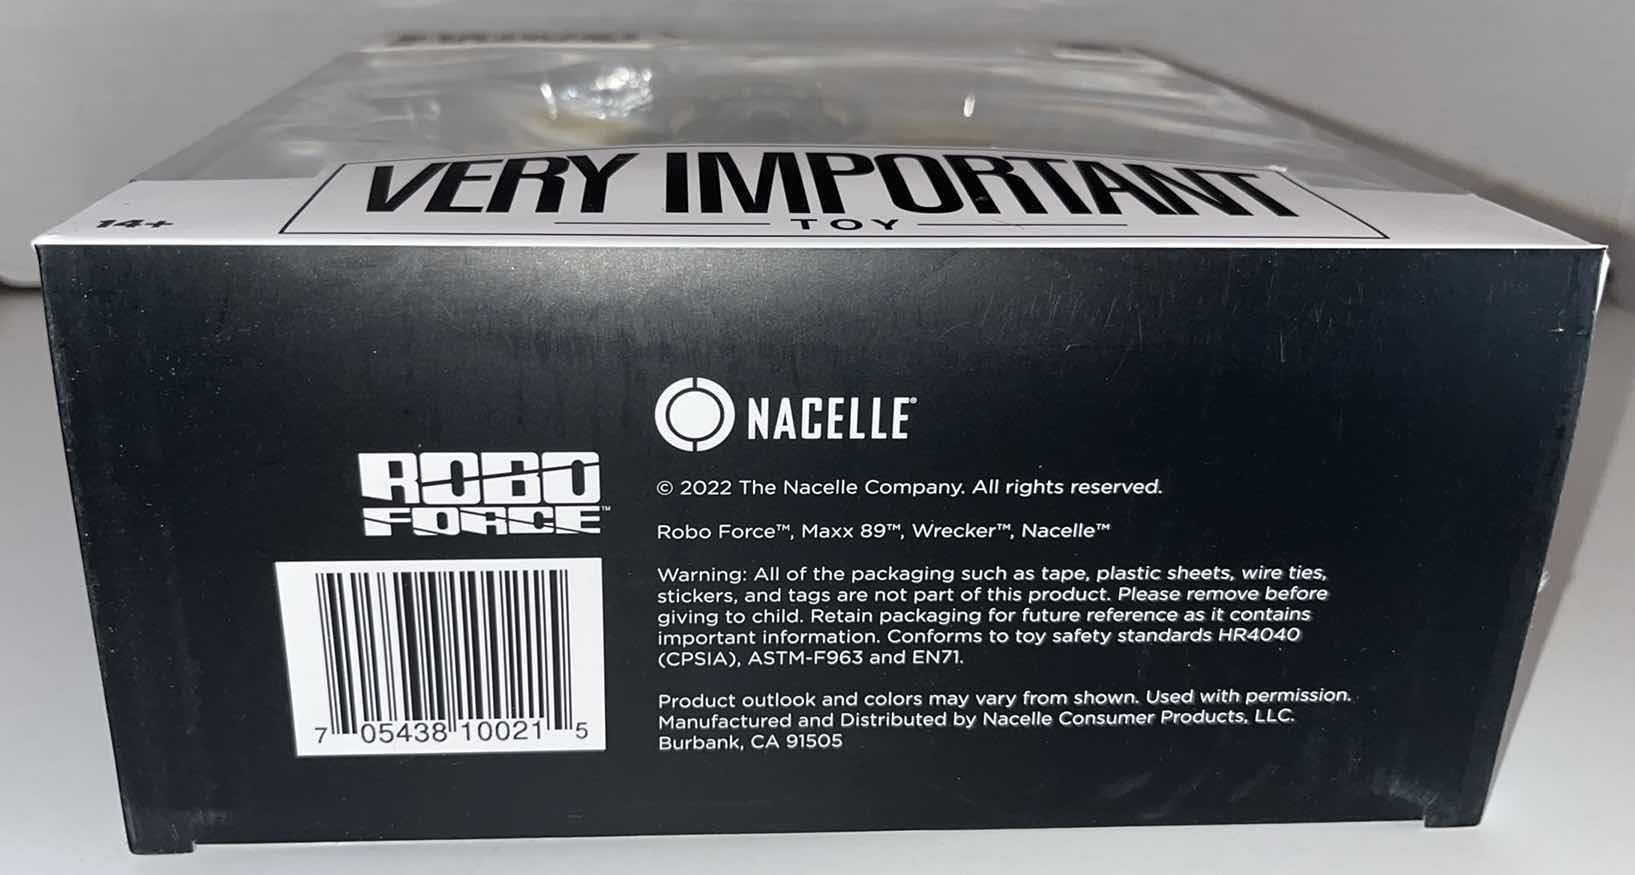 VERY IMPORTANT
TOY
14+
NACELLE®
ROBO
FORCE™
© 2022 The Nacelle Company. All rights reserved.
Robo Force™, Maxx 89™, Wrecker™, Nacelle™
Warning: All of the packaging such as tape, plastic sheets, wire ties,
stickers, and tags are not part of this product. Please remove before
giving to child. Retain packaging for future reference as it contains
important information. Conforms to toy safety standards HR4040
(CPSIA), ASTM-F963 and EN71.
Product outlook and colors may vary from shown. Used with permission.
Manufactured and Distributed by Nacelle Consumer Products, LLC.
Burbank, CA 91505
7 05438 10021 5